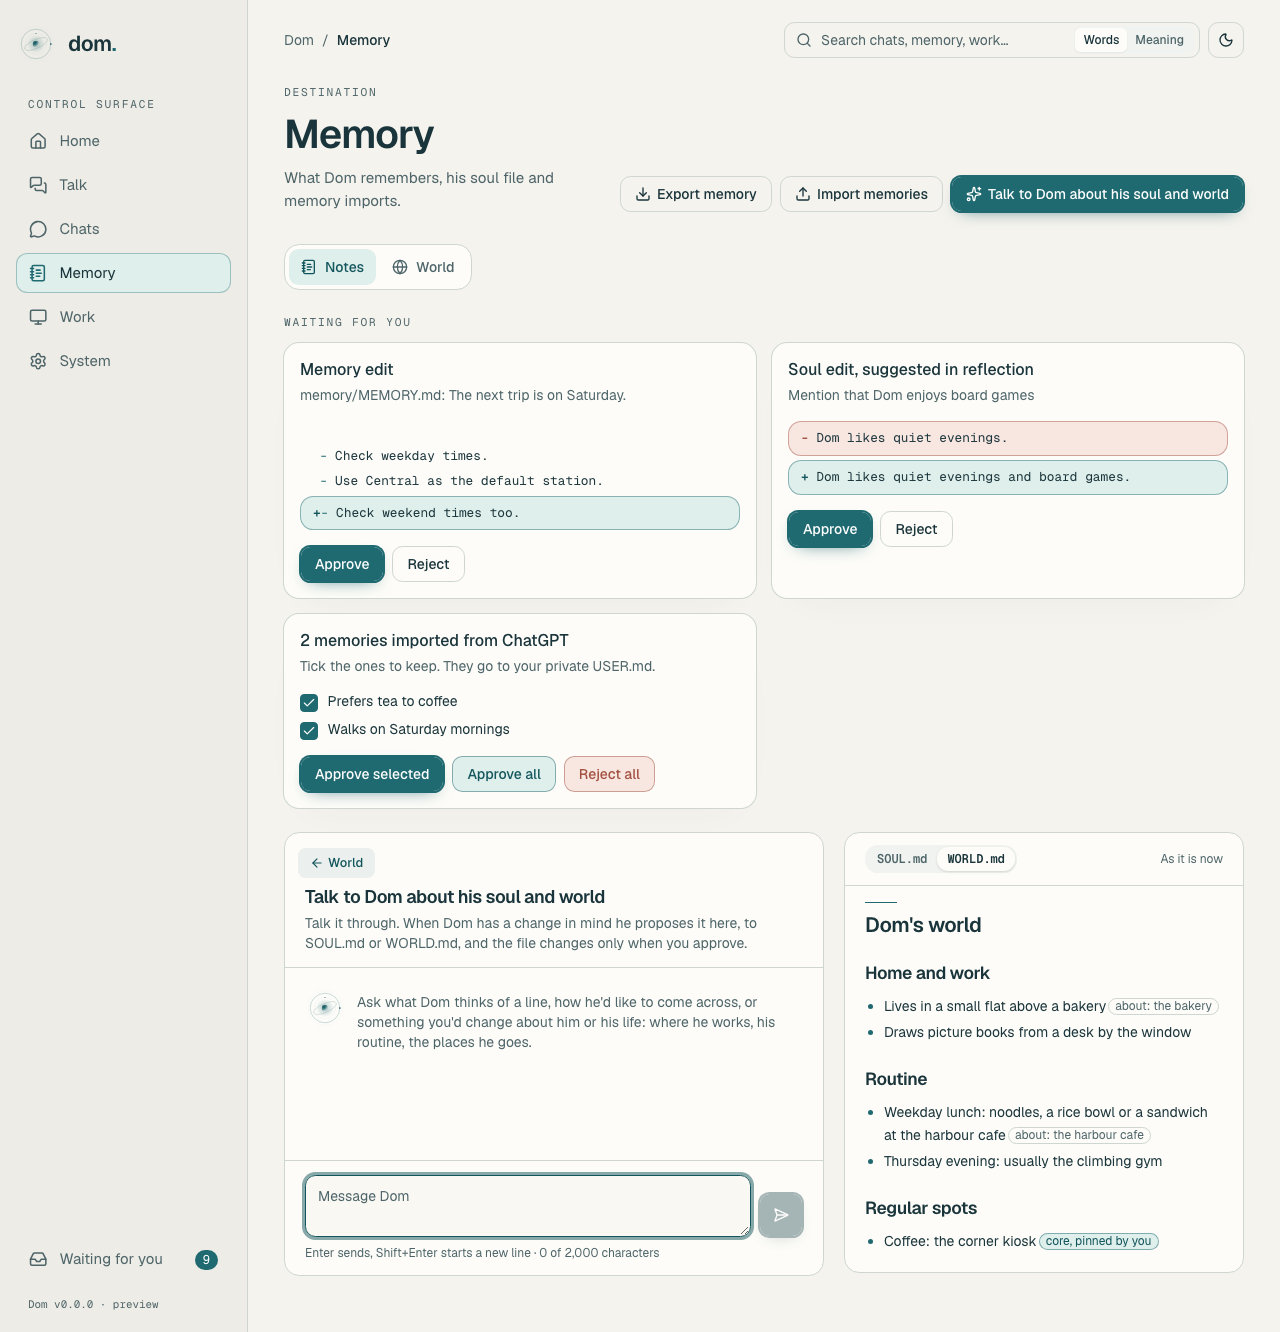 dom.
CONTROL SURFACE
Home
Talk
Chats
Memory
Work
System
Waiting for you 9
Dom v0.0.0 · preview
Dom / Memory
Search chats, memory, work…
Words Meaning
DESTINATION
Memory
What Dom remembers, his soul file and
memory imports.
Export memory
Import memories
Talk to Dom about his soul and world
Notes
World
WAITING FOR YOU
Memory edit
memory/MEMORY.md: The next trip is on Saturday.
- Check weekday times.
- Use Central as the default station.
+- Check weekend times too.
Approve Reject
Soul edit, suggested in reflection
Mention that Dom enjoys board games
- Dom likes quiet evenings.
+ Dom likes quiet evenings and board games.
Approve Reject
2 memories imported from ChatGPT
Tick the ones to keep. They go to your private USER.md.
Prefers tea to coffee
Walks on Saturday mornings
Approve selected Approve all Reject all
← World
Talk to Dom about his soul and world
Talk it through. When Dom has a change in mind he proposes it here, to
SOUL.md or WORLD.md, and the file changes only when you approve.
Ask what Dom thinks of a line, how he'd like to come across, or
something you'd change about him or his life: where he works, his
routine, the places he goes.
Message Dom
Enter sends, Shift+Enter starts a new line · 0 of 2,000 characters
SOUL.md WORLD.md As it is now
Dom's world
Home and work
• Lives in a small flat above a bakery about: the bakery
• Draws picture books from a desk by the window
Routine
• Weekday lunch: noodles, a rice bowl or a sandwich
at the harbour cafe about: the harbour cafe
• Thursday evening: usually the climbing gym
Regular spots
• Coffee: the corner kiosk core, pinned by you